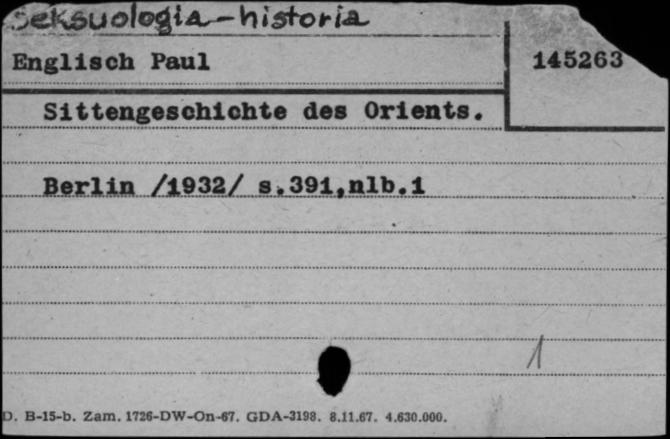 Seksuologia - historia
Englisch Paul
145263
Sittengeschichte des Orients.
Berlin /1932/ s.391,nlb.1
1
D. B-15-b. Zam. 1726-DW-On-67. GDA-3198. 8.11.67. 4.630.000.